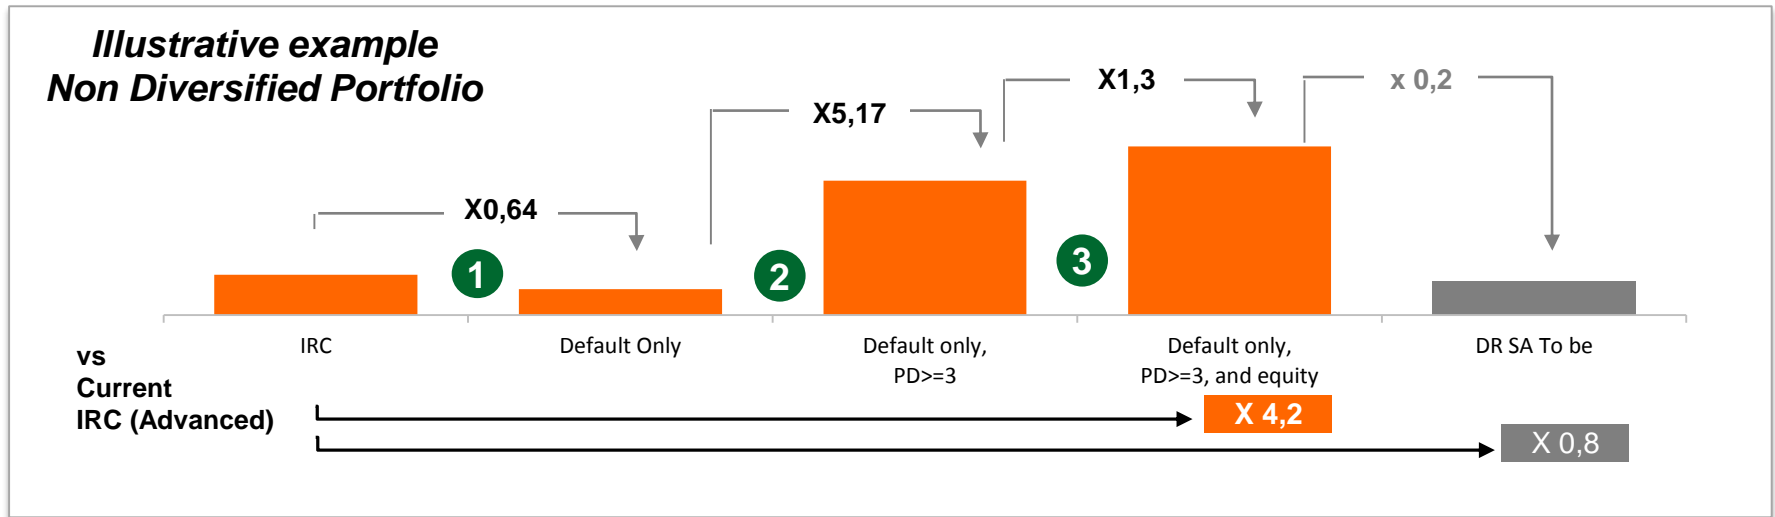 Illustrative example
Non Diversified Portfolio
X0,64
X5,17
X1,3
x 0,2
1
2
3
IRC
Default Only
Default only,
PD>=3
Default only,
PD>=3, and equity
DR SA To be
vs
Current
IRC (Advanced)
X 4,2
X 0,8